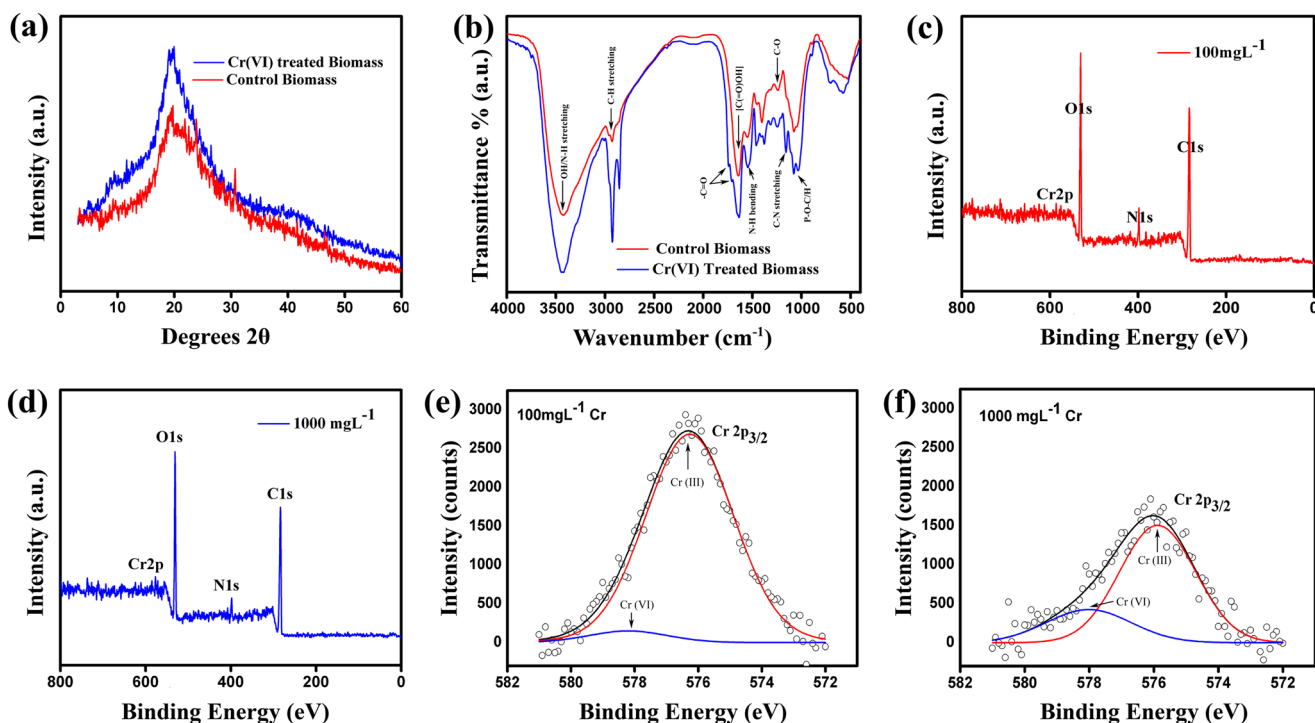 (a)
Cr(VI) treated Biomass
Control Biomass
Intensity (a.u.)
0 10 20 30 40 50 60
Degrees 2θ
(b)
Transmittance % (a.u.)
OH/N-H stretching
C-H stretching
-C=O
[C(=O)OH]
N-H bending
C-O
C-N stretching
P-O-C/H
Control Biomass
Cr(VI) Treated Biomass
4000 3500 3000 2500 2000 1500 1000 500
Wavenumber (cm⁻¹)
(c)
100mgL⁻¹
Intensity (a.u.)
O1s
C1s
Cr2p
N1s
800 600 400 200 0
Binding Energy (eV)
(d)
1000 mgL⁻¹
Intensity (a.u.)
O1s
C1s
Cr2p
N1s
800 600 400 200 0
Binding Energy (eV)
(e)
100mgL⁻¹ Cr
Cr 2p3/2
Cr (III)
Cr (VI)
Intensity (counts)
3000
2500
2000
1500
1000
500
0
582 580 578 576 574 572
Binding Energy (eV)
(f)
1000 mgL⁻¹ Cr
Cr 2p3/2
Cr (III)
Cr (VI)
Intensity (counts)
3000
2500
2000
1500
1000
500
0
582 580 578 576 574 572
Binding Energy (eV)